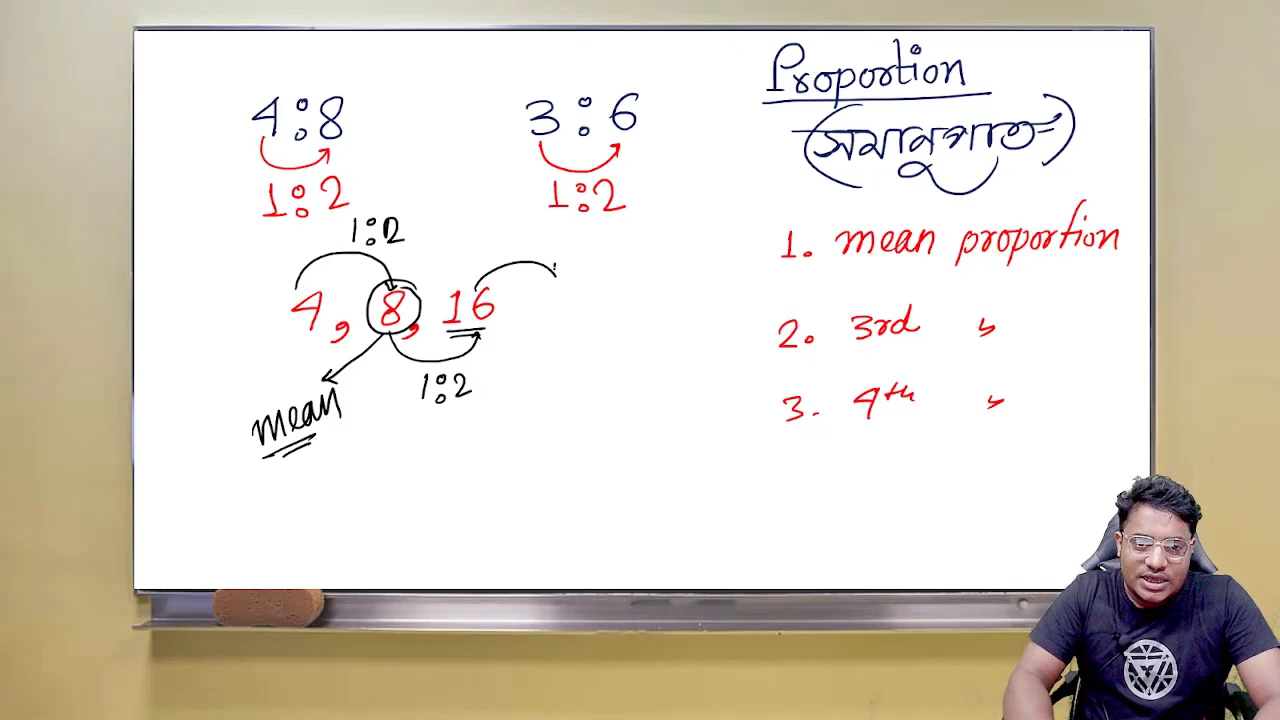 4:8
1:2
3:6
1:2
1:2
4, 8, 16
1:2
mean
Proportion
(সমানুপাত)
1. mean proportion
2. 3rd "
3. 4th "